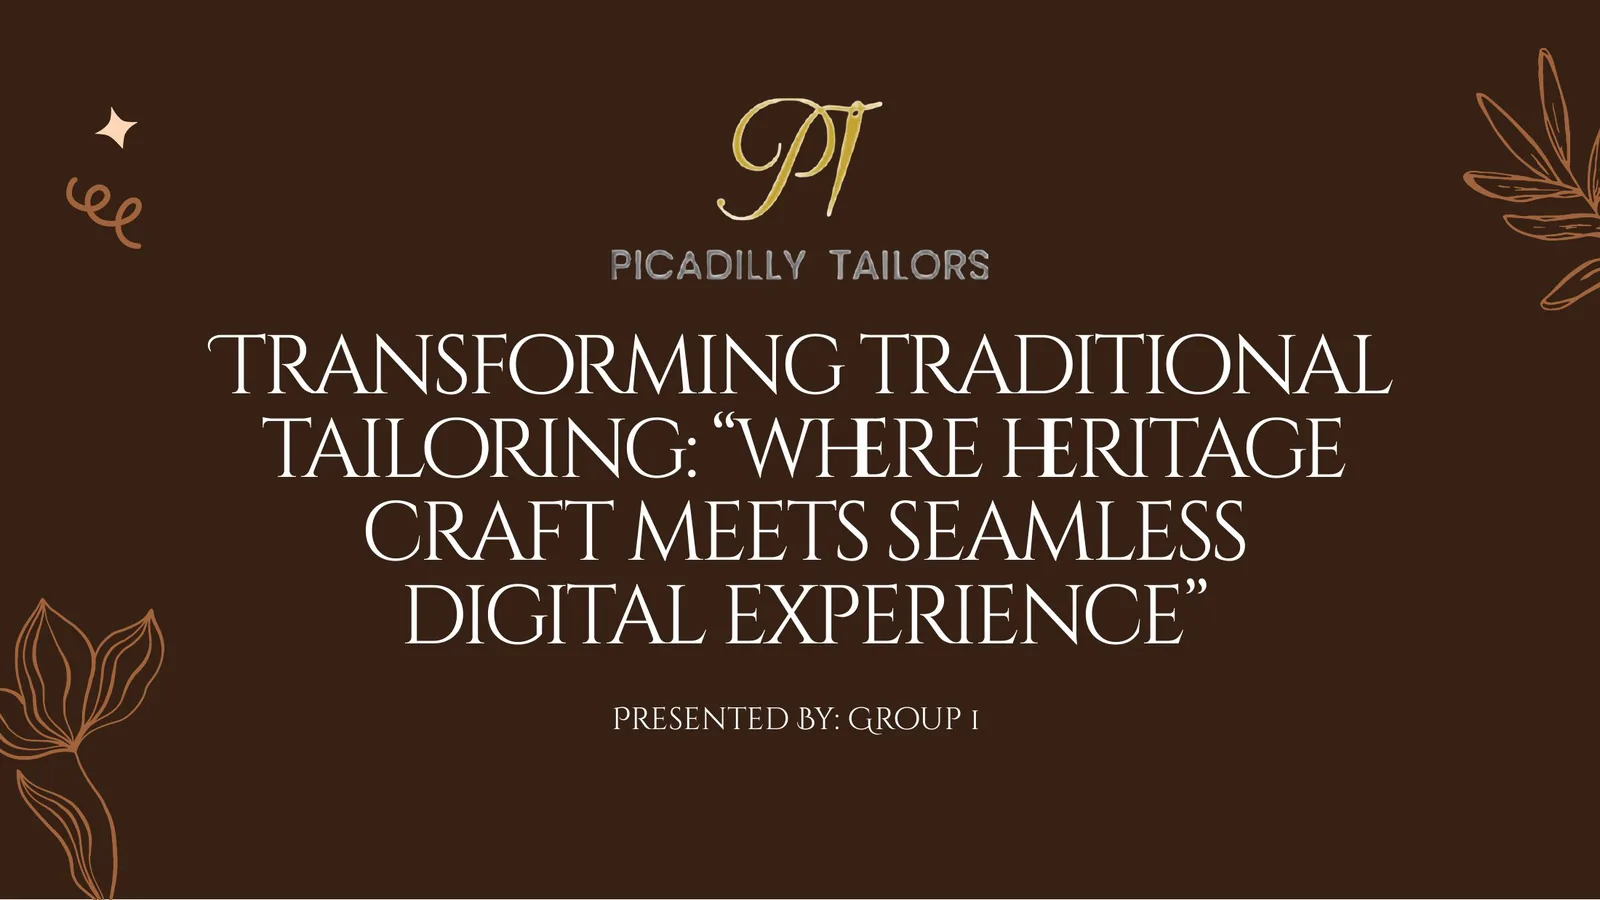 PT
PICADILLY TAILORS
TRANSFORMING TRADITIONAL
TAILORING: “WHERE HERITAGE
CRAFT MEETS SEAMLESS
DIGITAL EXPERIENCE”
PRESENTED BY: GROUP 1